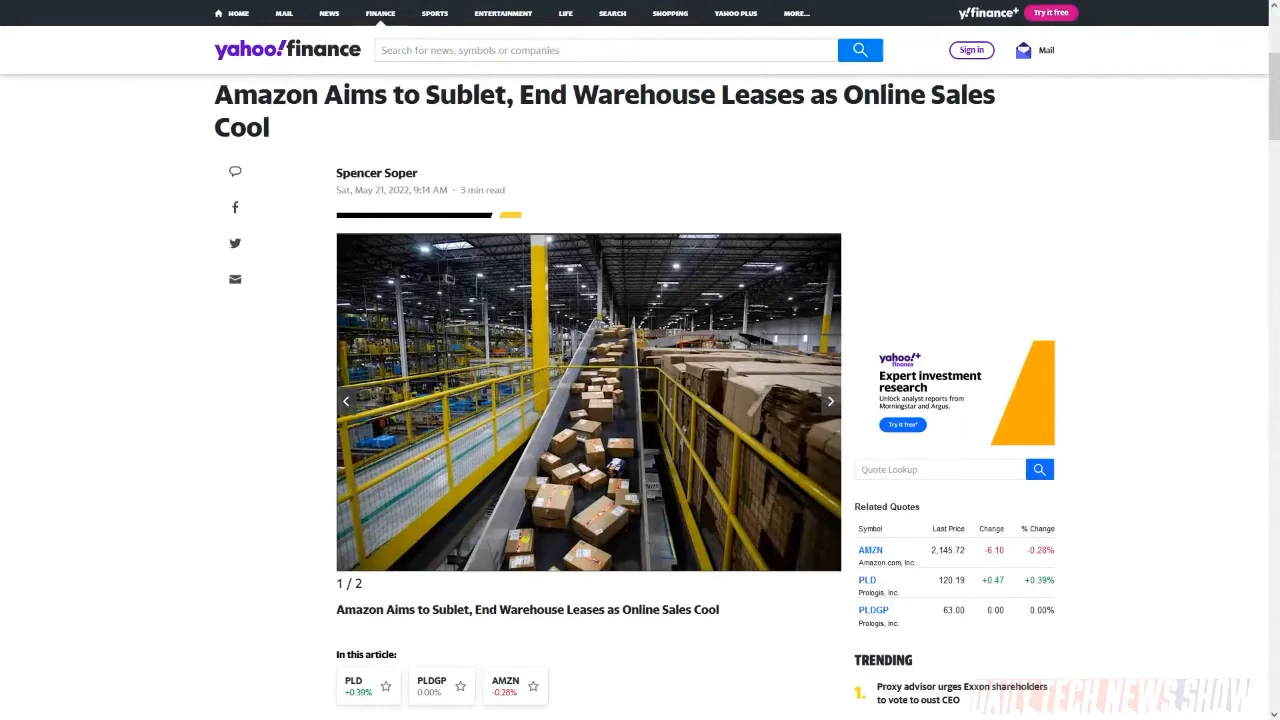 HOME MAIL NEWS FINANCE SPORTS ENTERTAINMENT LIFE SEARCH SHOPPING YAHOO PLUS MORE... y!finance+ Try it free
yahoo!finance Search for news, symbols or companies Sign in Mail
Amazon Aims to Sublet, End Warehouse Leases as Online Sales
Cool
Spencer Soper
Sat, May 21, 2022, 9:14 AM · 3 min read
1 / 2
Amazon Aims to Sublet, End Warehouse Leases as Online Sales Cool
In this article:
PLD PLDGP AMZN
+0.39% 0.00% -0.28%
yahoo!+
finance
Expert investment
research
Unlock analyst reports from
Morningstar and Argus.
Try it free*
Quote Lookup
Related Quotes
Symbol Last Price Change % Change
AMZN 2,145.72 -6.10 -0.28%
Amazon.com, Inc.
PLD 120.19 +0.47 +0.39%
Prologis, Inc.
PLDGP 63.00 0.00 0.00%
Prologis, Inc.
TRENDING
1. Proxy advisor urges Exxon shareholders
to vote to oust CEO
DAILY TECH NEWS SHOW